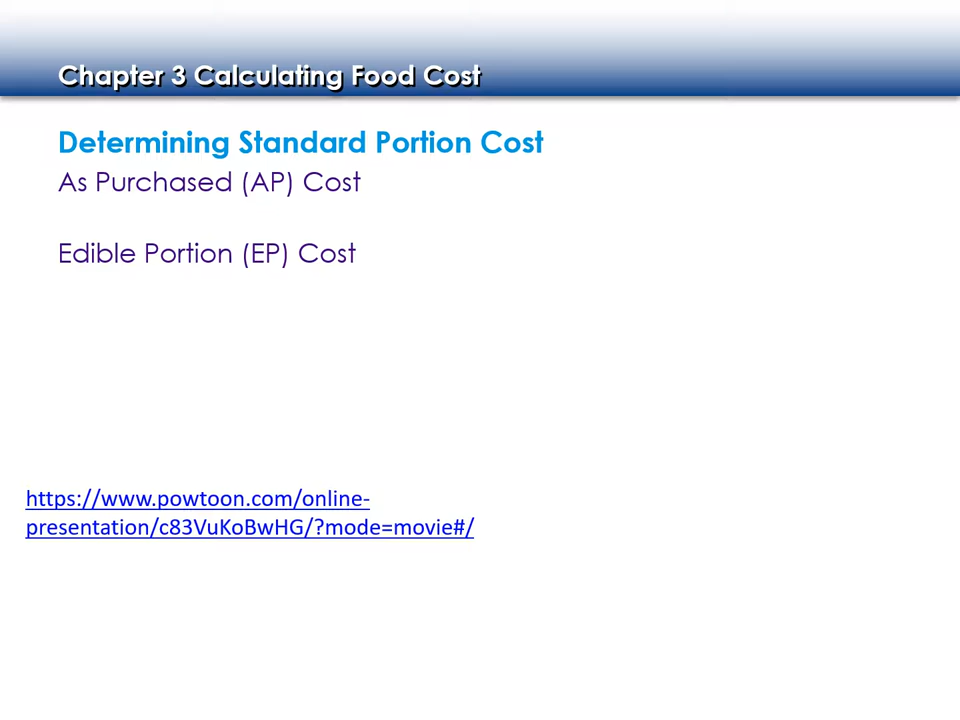 Chapter 3 Calculating Food Cost
Determining Standard Portion Cost
As Purchased (AP) Cost
Edible Portion (EP) Cost
https://www.powtoon.com/online-
presentation/c83VuKoBwHG/?mode=movie#/